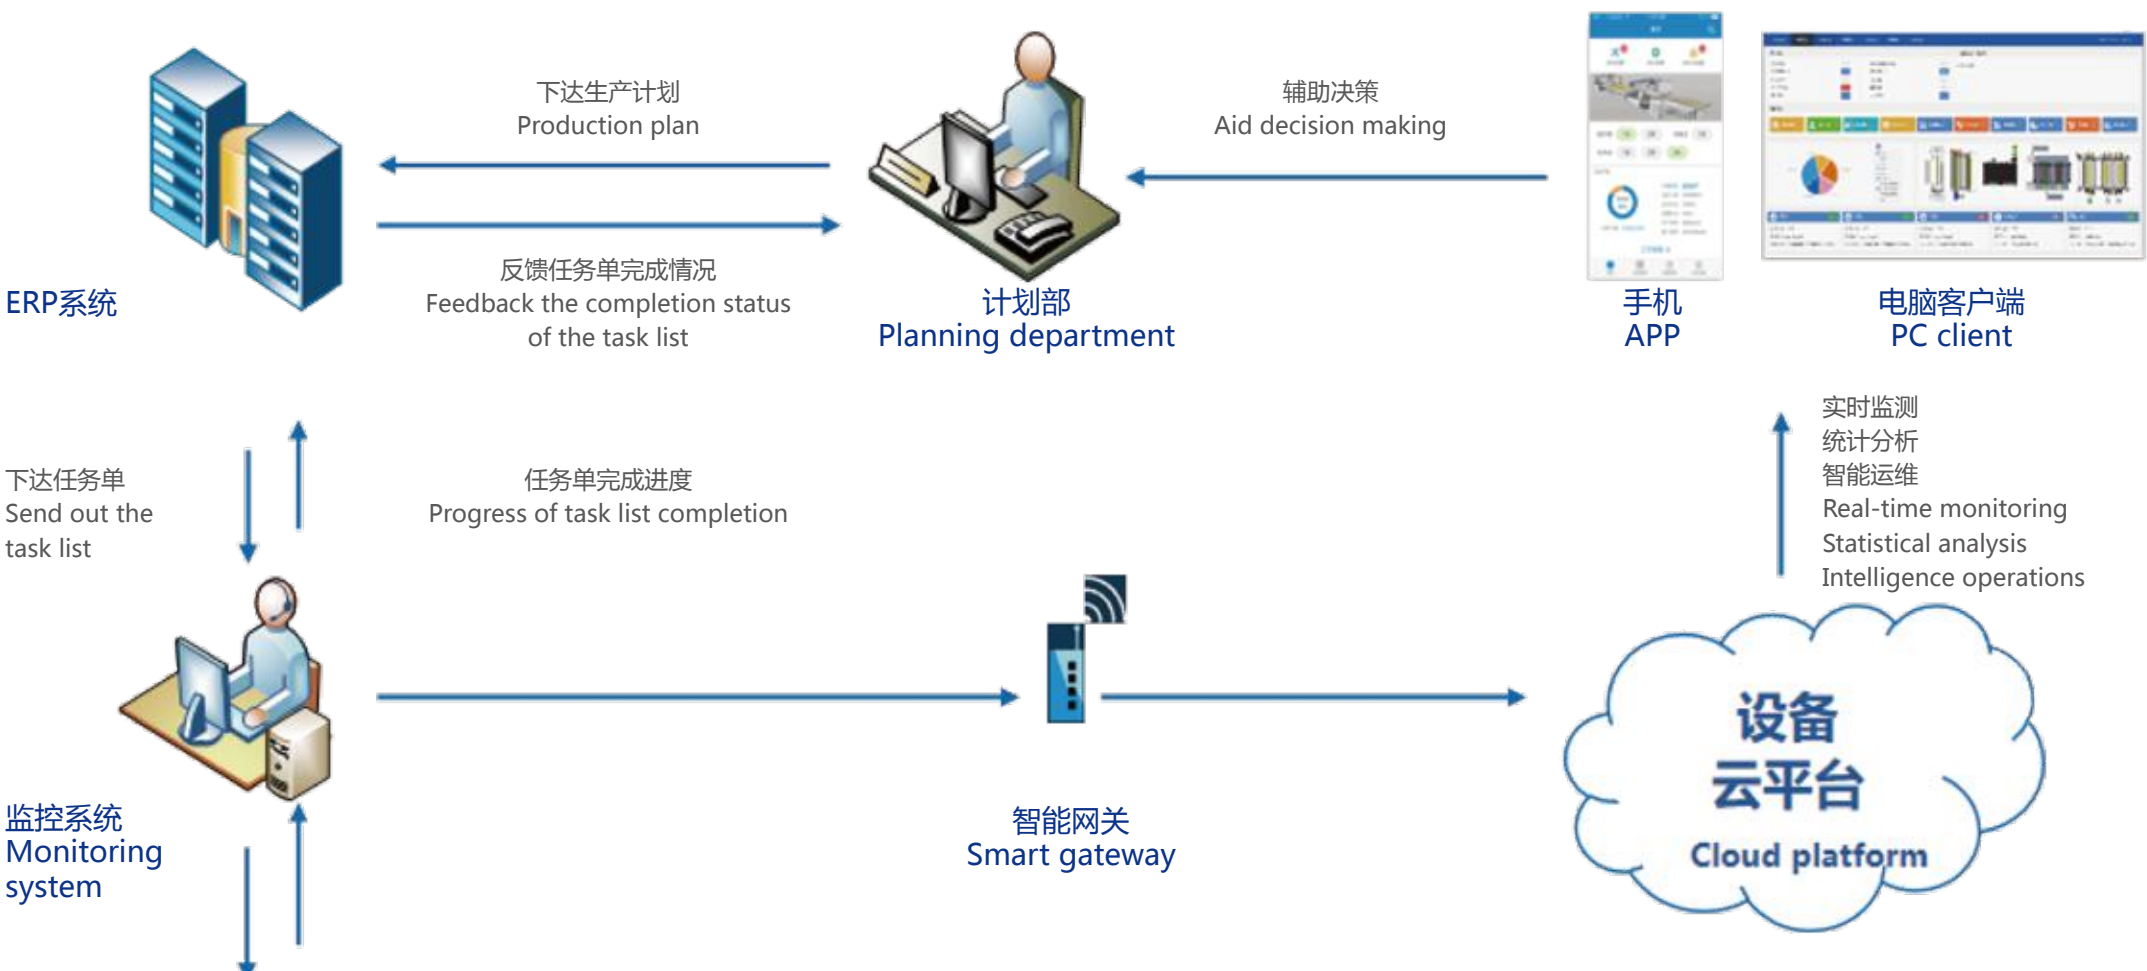 下达生产计划
Production plan
辅助决策
Aid decision making
反馈任务单完成情况
Feedback the completion status
of the task list
ERP系统
计划部
Planning department
手机
APP
电脑客户端
PC client
下达任务单
Send out the
task list
任务单完成进度
Progress of task list completion
实时监测
统计分析
智能运维
Real-time monitoring
Statistical analysis
Intelligence operations
监控系统
Monitoring
system
智能网关
Smart gateway
设备
云平台
Cloud platform